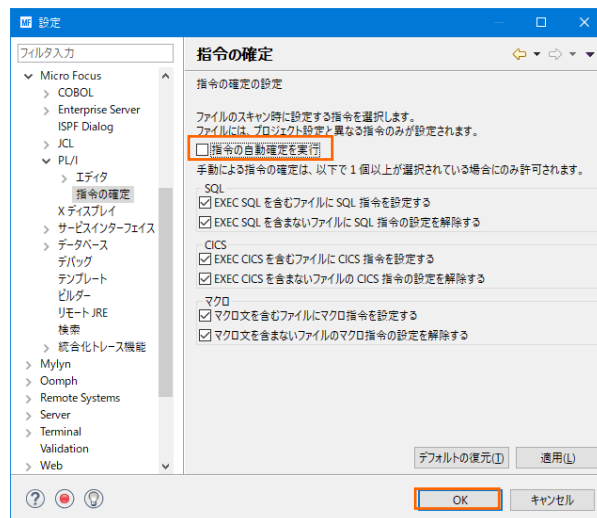 MF 設定
フィルタ入力
Micro Focus
COBOL
Enterprise Server
ISPF Dialog
JCL
PL/I
エディタ
指令の確定
X ディスプレイ
サービスインターフェイス
データベース
デバッグ
テンプレート
ビルダー
リモート JRE
検索
統合化トレース機能
Mylyn
Oomph
Remote Systems
Server
Terminal
Validation
Web
指令の確定
指令の確定の設定
ファイルのスキャン時に設定する指令を選択します。
ファイルには、プロジェクト設定と異なる指令のみが設定されます。
指令の自動確定を実行
手動による指令の確定は、以下で 1 個以上が選択されている場合にのみ許可されます。
SQL
EXEC SQL を含むファイルに SQL 指令を設定する
EXEC SQL を含まないファイルに SQL 指令の設定を解除する
CICS
EXEC CICS を含むファイルに CICS 指令を設定する
EXEC CICS を含まないファイルの CICS 指令の設定を解除する
マクロ
マクロ文を含むファイルにマクロ指令を設定する
マクロ文を含まないファイルのマクロ指令の設定を解除する
デフォルトの復元(T)
適用(L)
OK
キャンセル